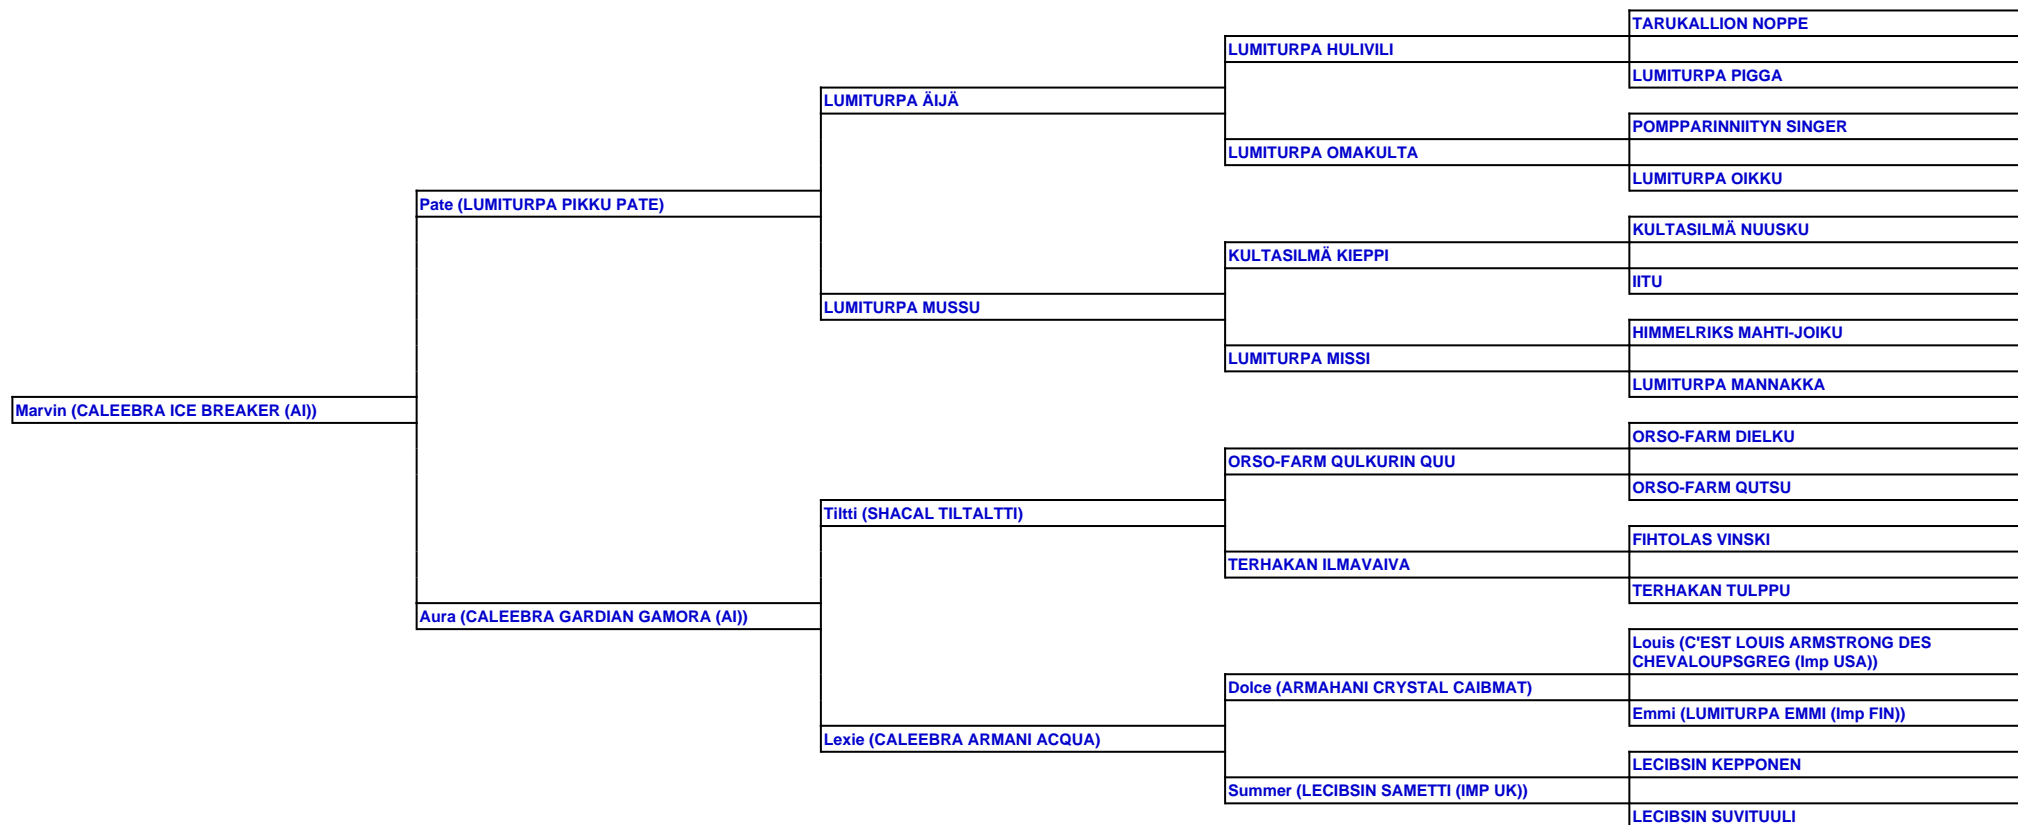 TARUKALLION NOPPE
LUMITURPA HULIVILI
LUMITURPA PIGGA
LUMITURPA ÄIJÄ
POMPPARINNIITYN SINGER
LUMITURPA OMAKULTA
LUMITURPA OIKKU
Pate (LUMITURPA PIKKU PATE)
KULTASILMÄ NUUSKU
KULTASILMÄ KIEPPI
IITU
LUMITURPA MUSSU
HIMMELRIKS MAHTI-JOIKU
LUMITURPA MISSI
LUMITURPA MANNAKKA
Marvin (CALEEBRA ICE BREAKER (AI))
ORSO-FARM DIELKU
ORSO-FARM QULKURIN QUU
ORSO-FARM QUTSU
Tiltti (SHACAL TILTALTTI)
FIHTOLAS VINSKI
TERHAKAN ILMAVAIVA
TERHAKAN TULPPU
Aura (CALEEBRA GARDIAN GAMORA (AI))
Louis (C'EST LOUIS ARMSTRONG DES
CHEVALOUPSGREG (Imp USA))
Dolce (ARMAHANI CRYSTAL CAIBMAT)
Emmi (LUMITURPA EMMI (Imp FIN))
Lexie (CALEEBRA ARMANI ACQUA)
LECIBSIN KEPPONEN
Summer (LECIBSIN SAMETTI (IMP UK))
LECIBSIN SUVITUULI